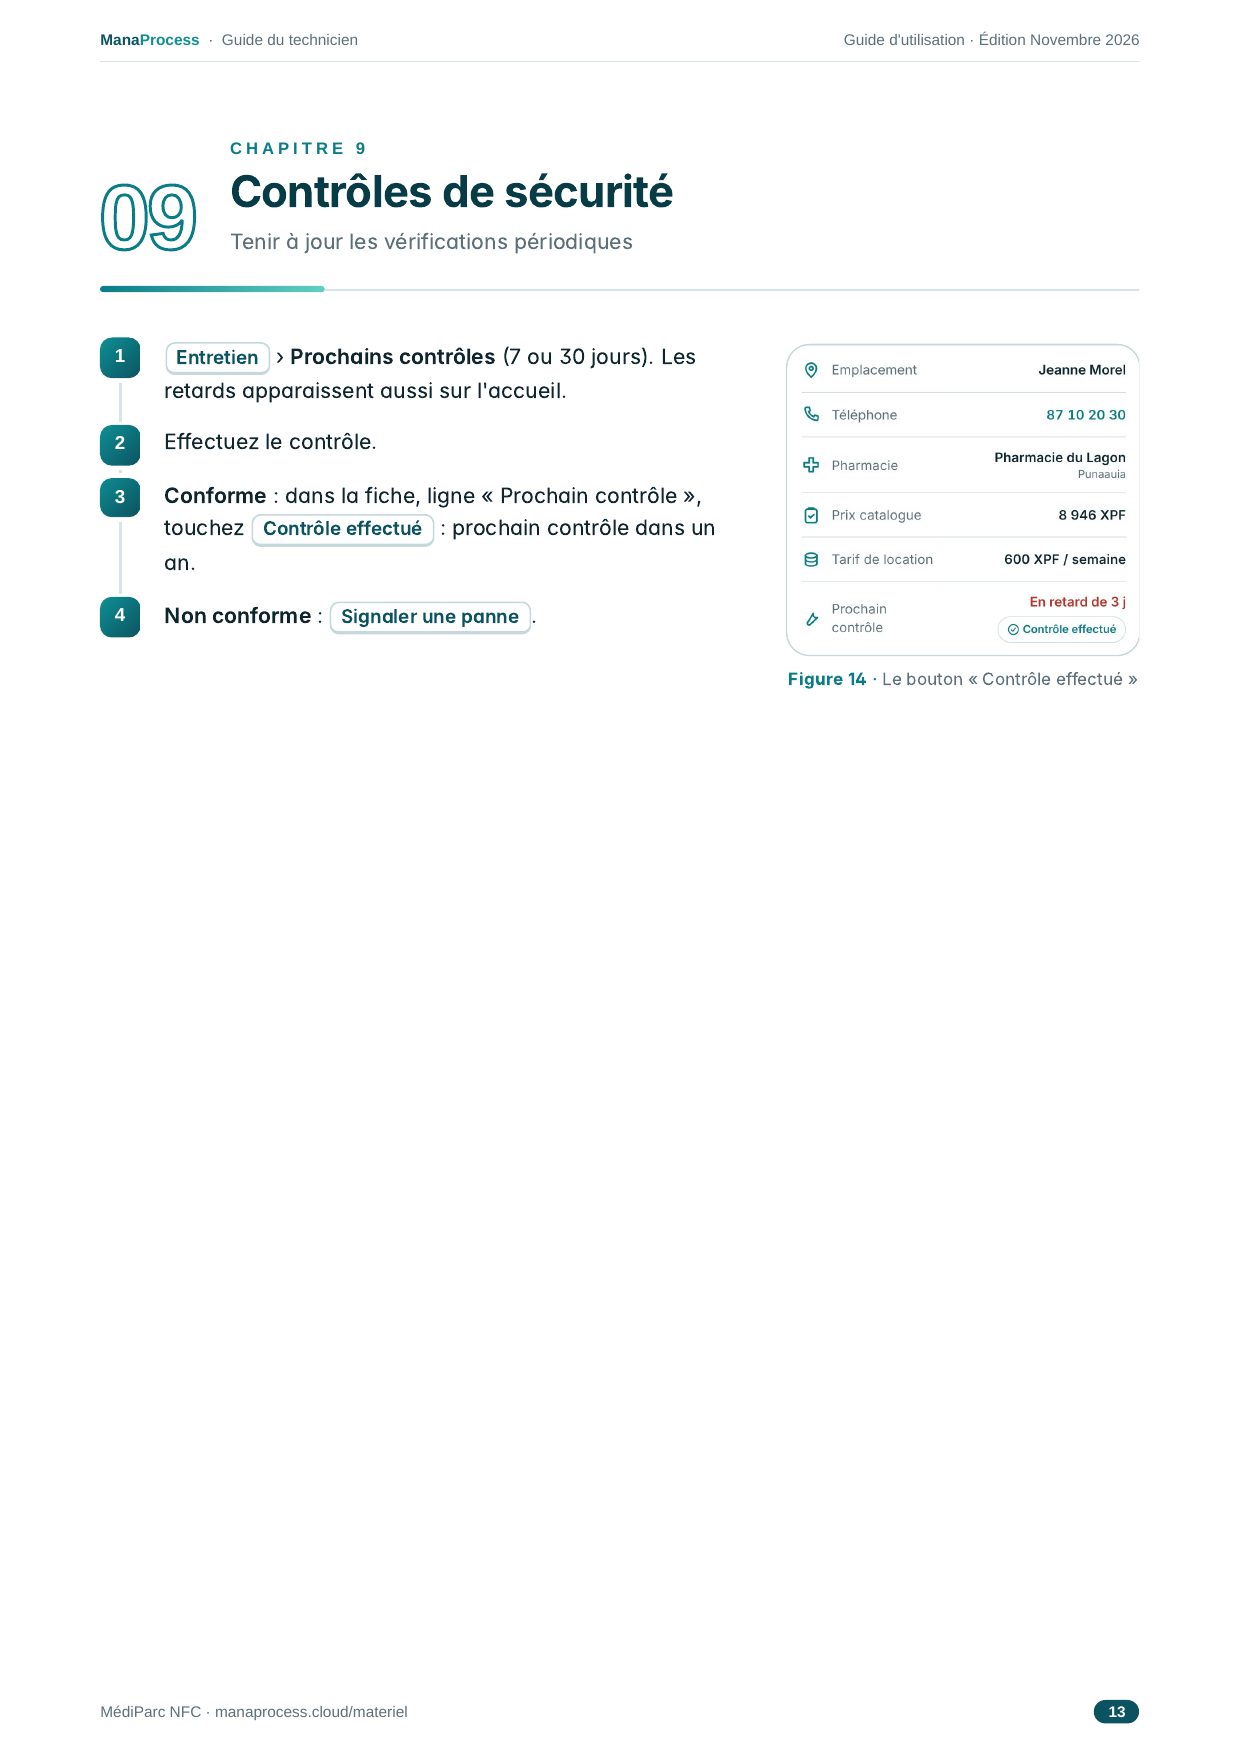 ManaProcess · Guide du technicien
Guide d'utilisation · Édition Novembre 2026
CHAPITRE 9
09
Contrôles de sécurité
Tenir à jour les vérifications périodiques
1
Entretien › Prochains contrôles (7 ou 30 jours). Les
retards apparaissent aussi sur l'accueil.
2
Effectuez le contrôle.
3
Conforme : dans la fiche, ligne « Prochain contrôle »,
touchez Contrôle effectué : prochain contrôle dans un
an.
4
Non conforme : Signaler une panne.
Emplacement Jeanne Morel
Téléphone 87 10 20 30
Pharmacie Pharmacie du Lagon
Punaauia
Prix catalogue 8 946 XPF
Tarif de location 600 XPF / semaine
Prochain
contrôle
En retard de 3 j
Contrôle effectué
Figure 14 · Le bouton « Contrôle effectué »
MédiParc NFC · manaprocess.cloud/materiel
13